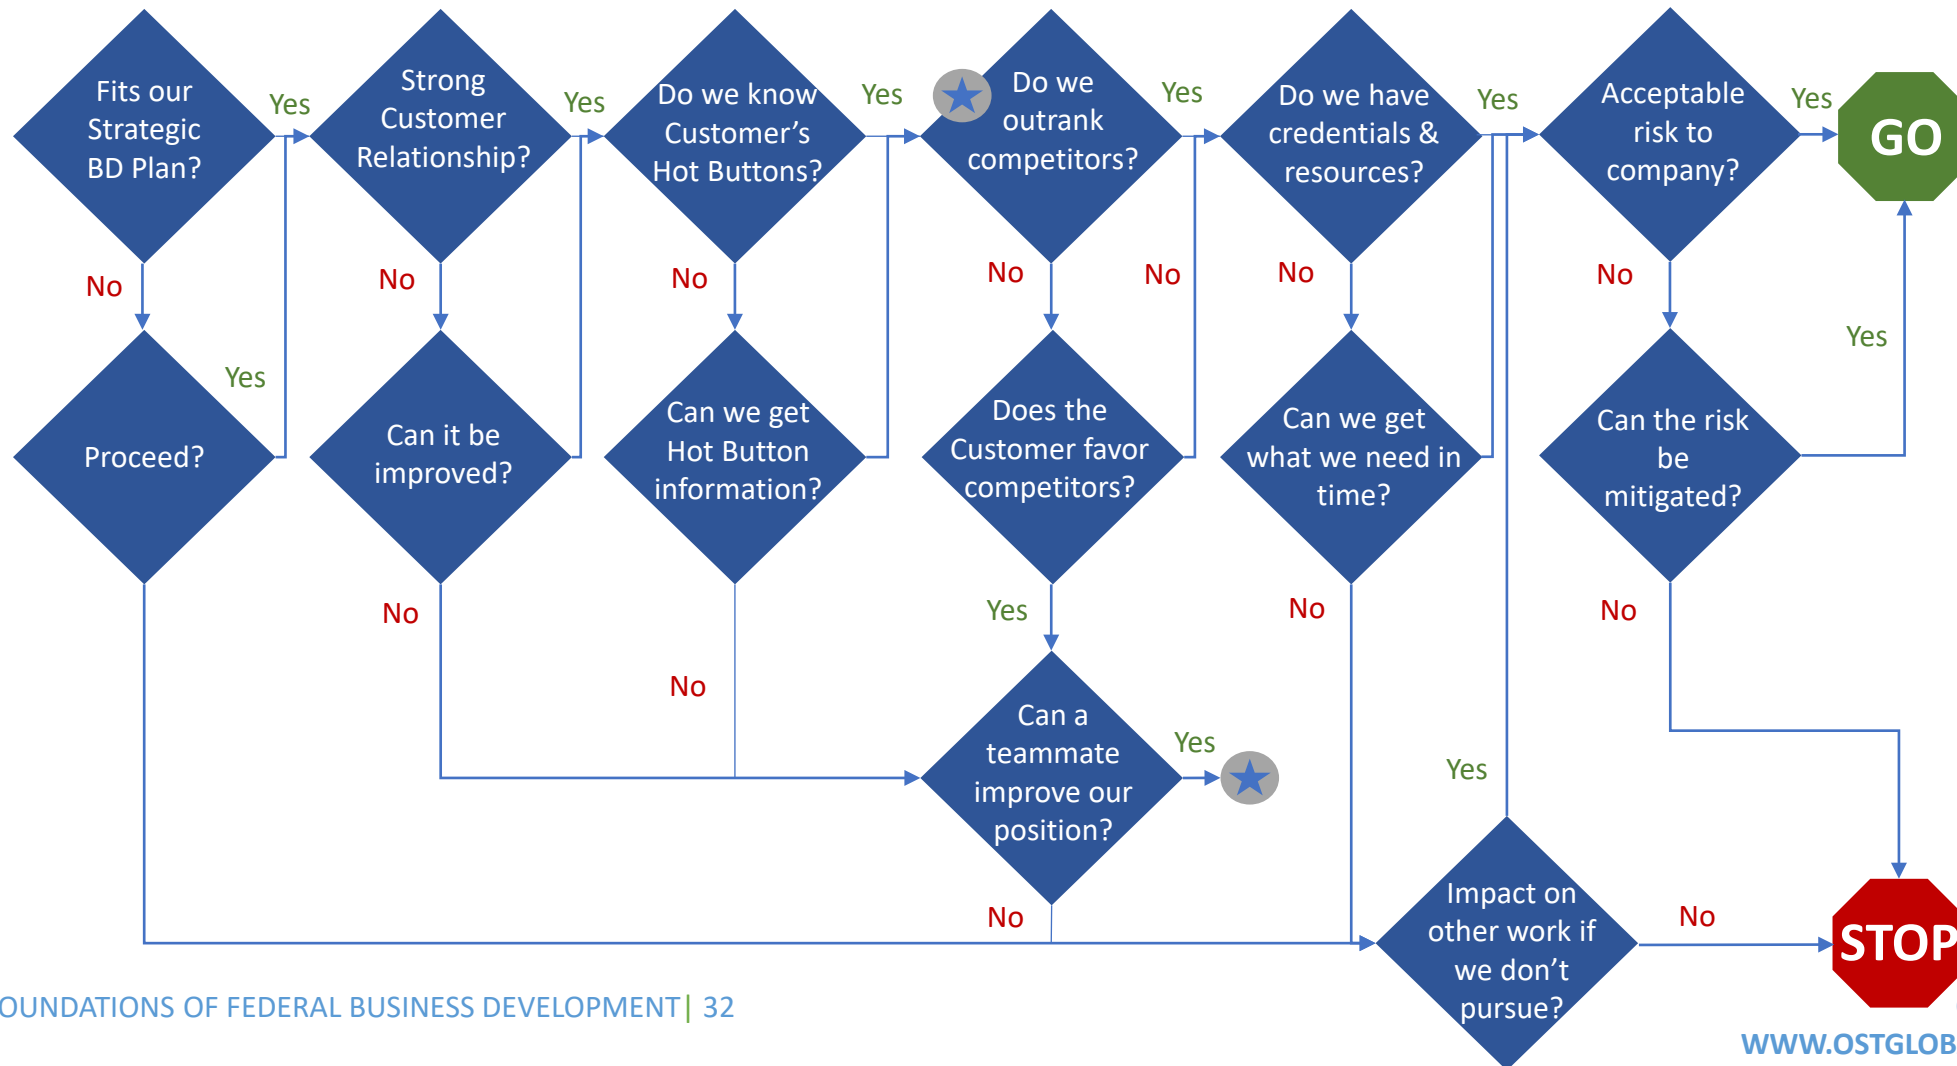 Fits our
Strategic
BD Plan?
Yes
Strong
Customer
Relationship?
Yes
Do we know
Customer's
Hot Buttons?
Yes
Do we
outrank
competitors?
Yes
Do we have
credentials &
resources?
Yes
Acceptable
risk to
company?
Yes
GO
No
No
No
No
No
No
No
Proceed?
Yes
Can it be
improved?
Can we get
Hot Button
information?
Does the
Customer favor
competitors?
Can we get
what we need in
time?
Can the risk
be
mitigated?
Yes
No
No
Yes
No
No
Can a
teammate
improve our
position?
Yes
No
Yes
Impact on
other work if
we don't
pursue?
No
STOP
OUNDATIONS OF FEDERAL BUSINESS DEVELOPMENT| 32
WWW.OSTGLOB